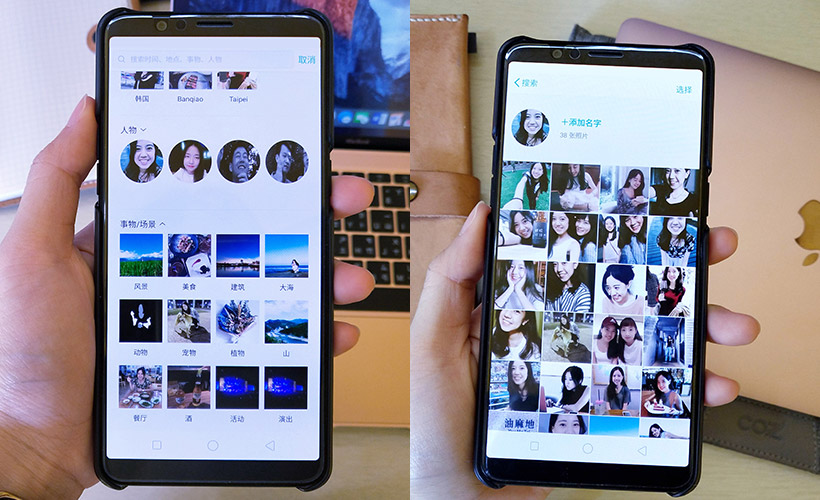 搜索时间、地点、事物、人物
取消
韩国
Banqiao
Taipei
人物
事物/场景
风景
美食
建筑
大海
动物
宠物
植物
山
餐厅
酒
活动
演出
搜索
选择
+添加名字
38 张照片
油麻地
COZ